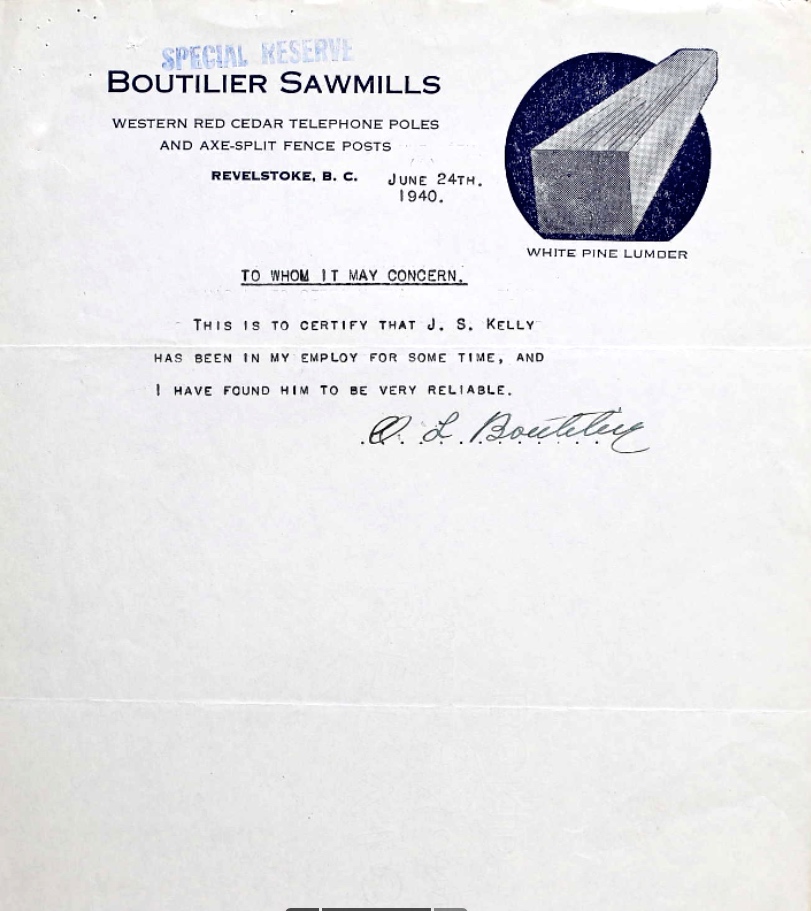 SPECIAL RESERVE
BOUTILIER SAWMILLS
WESTERN RED CEDAR TELEPHONE POLES
AND AXE-SPLIT FENCE POSTS
REVELSTOKE, B. C. JUNE 24TH.
1940.
WHITE PINE LUMBER
TO WHOM IT MAY CONCERN.
THIS IS TO CERTIFY THAT J. S. KELLY
HAS BEEN IN MY EMPLOY FOR SOME TIME, AND
I HAVE FOUND HIM TO BE VERY RELIABLE.
L. Boutilier